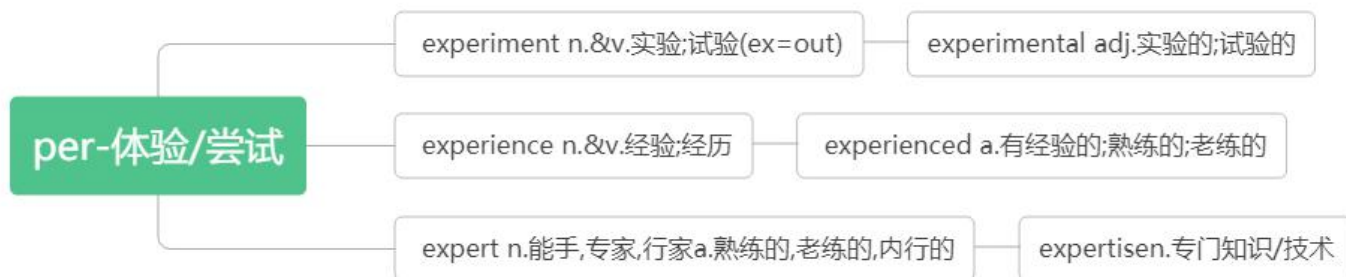 experiment n.&v.实验;试验(ex=out)
experimental adj.实验的;试验的
per-体验/尝试
experience n.&v.经验;经历
experienced a.有经验的;熟练的;老练的
expert n.能手,专家,行家a.熟练的,老练的,内行的
expertisen.专门知识/技术